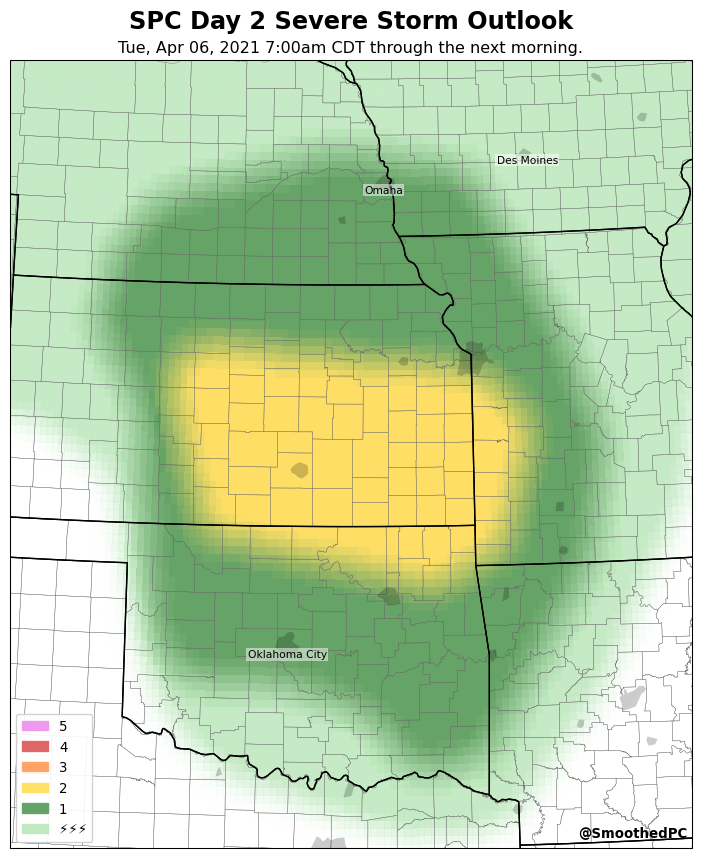 SPC Day 2 Severe Storm Outlook
Tue, Apr 06, 2021 7:00am CDT through the next morning.
Des Moines
Omaha
Oklahoma City
5
4
3
2
1
⚡⚡⚡
@SmoothedPC